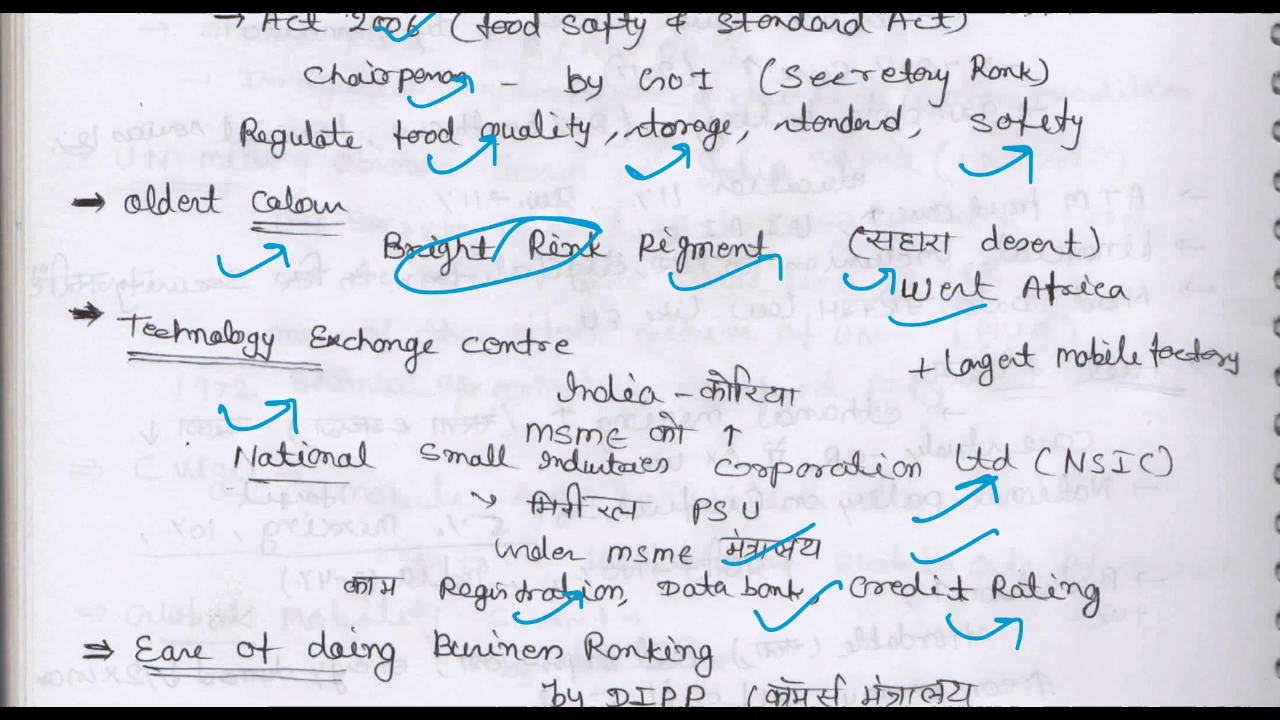 → Act 2006 (food Safty & Standard Act)
Chairperson – by GOI (Secretory Rank)
Regulate food quality, storage, standard, safety
→ oldest Colour
Bright Pink Pigment (सहारा desert)
West Africa
→ Technology Exchange centre
+ Largest mobile factory
India - कोरिया
MSME को ↑
National Small Industries Corporation Ltd (NSIC)
↘ मिनीरत्न PSU
under msme मंत्रालय
काम Registration, Data bank, Credit Rating
⇒ Ease of doing Business Ranking
by DIPP (कॉमर्स मंत्रालय